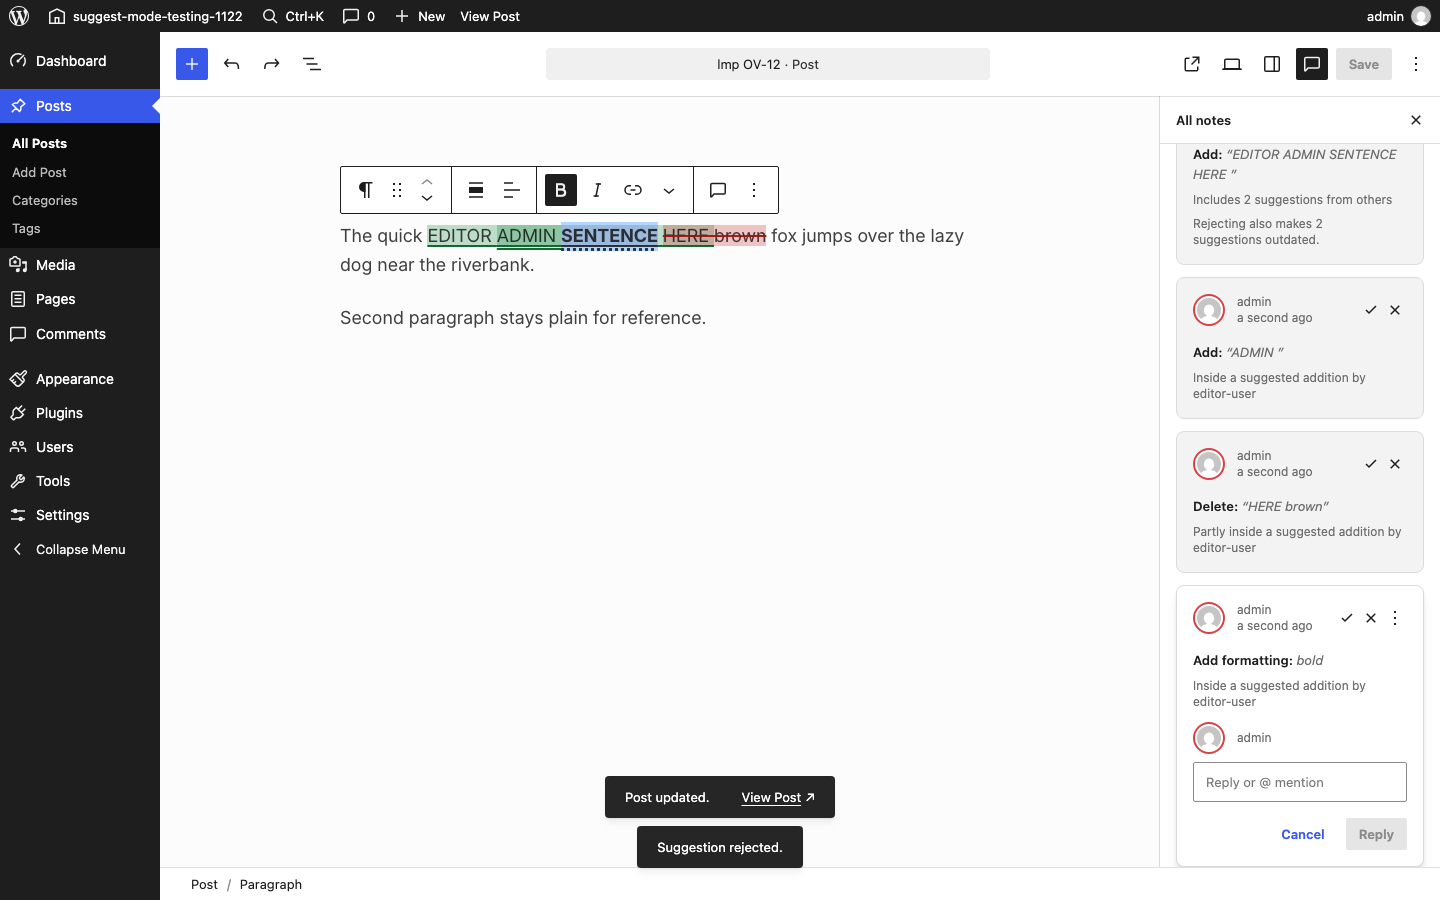 suggest-mode-testing-1122
Ctrl+K
0
New
View Post
admin
Dashboard
Posts
All Posts
Add Post
Categories
Tags
Media
Pages
Comments
Appearance
Plugins
Users
Tools
Settings
Collapse Menu
Imp OV-12 · Post
Save
B I
The quick EDITOR ADMIN SENTENCE HERE brown fox jumps over the lazy
dog near the riverbank.
Second paragraph stays plain for reference.
All notes
Add: “EDITOR ADMIN SENTENCE
HERE ”
Includes 2 suggestions from others
Rejecting also makes 2
suggestions outdated.
admin
a second ago
Add: “ADMIN ”
Inside a suggested addition by
editor-user
admin
a second ago
Delete: “HERE brown”
Partly inside a suggested addition by
editor-user
admin
a second ago
Add formatting: bold
Inside a suggested addition by
editor-user
admin
Reply or @ mention
Cancel
Reply
Post updated.
View Post
Suggestion rejected.
Post / Paragraph